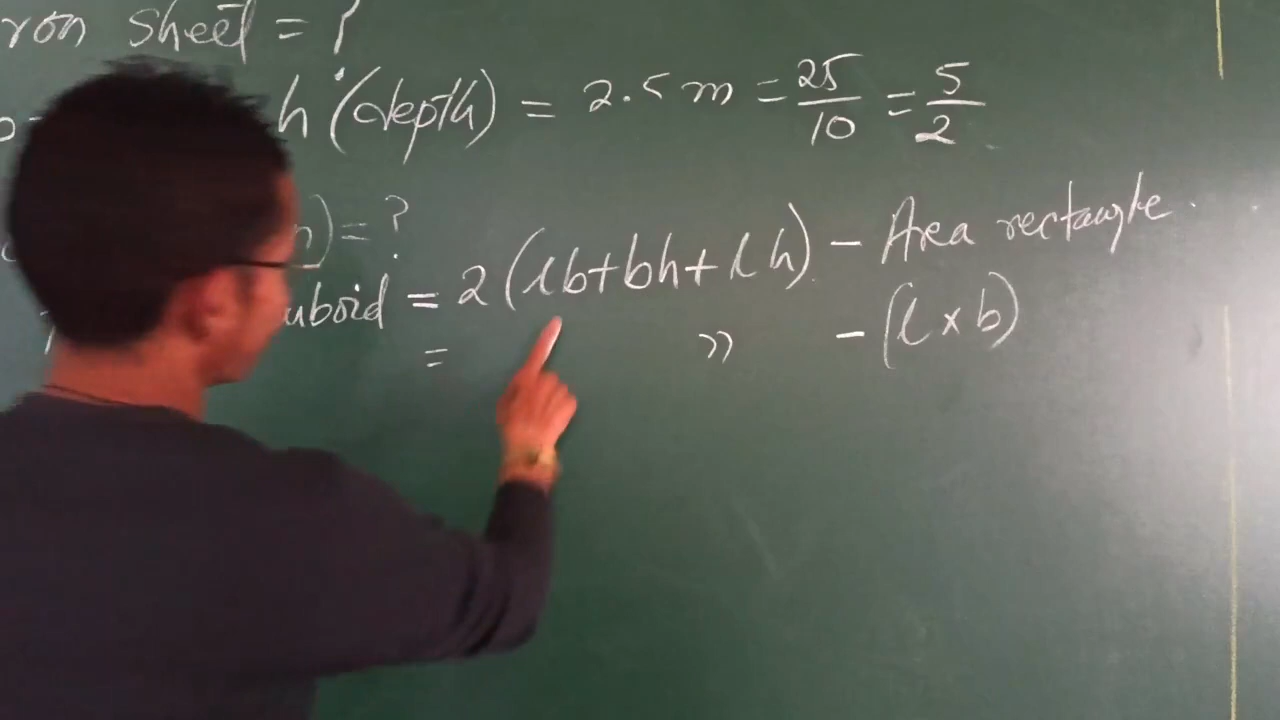 ron sheet = ?
h (depth) = 2.5 m = 25/10 = 5/2
) = ?
uboid = 2 (lb+bh+lh) - Area rectangle.
= " - (l × b)